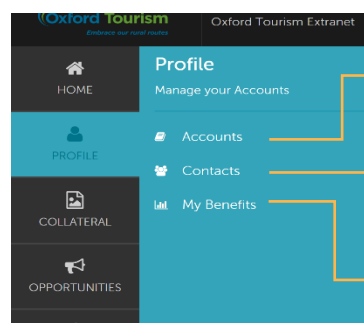 Oxford Tourism
Embrace our rural routes
Oxford Tourism Extranet
HOME
PROFILE
COLLATERAL
OPPORTUNITIES
Profile
Manage your Accounts
Accounts
Contacts
My Benefits